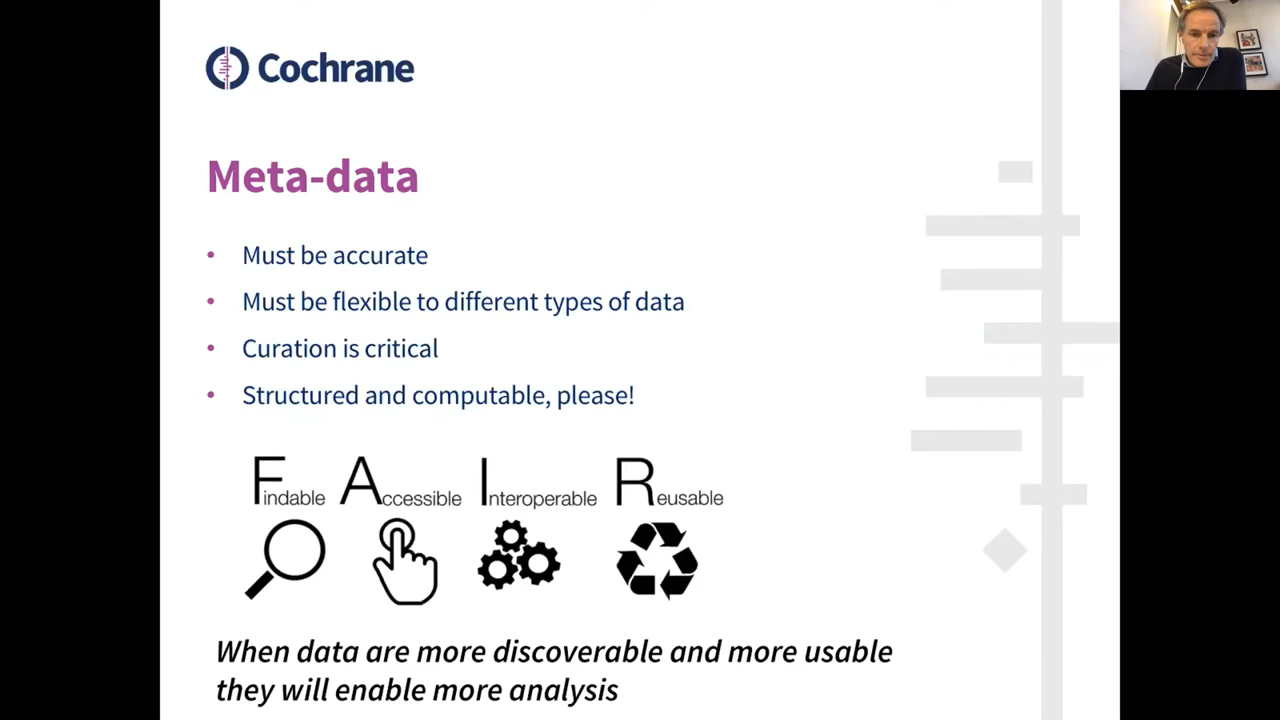 Cochrane
Meta-data
• Must be accurate
• Must be flexible to different types of data
• Curation is critical
• Structured and computable, please!
Findable Accessible Interoperable Reusable
When data are more discoverable and more usable
they will enable more analysis